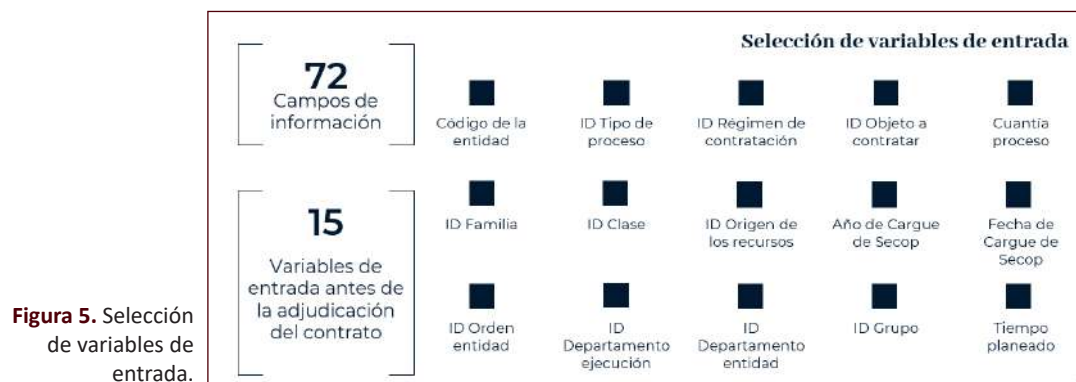 Selección de variables de entrada
72
Campos de
información
Código de la
entidad
ID Tipo de
proceso
ID Régimen de
contratación
ID Objeto a
contratar
Cuantía
proceso
15
Variables de
entrada antes de
la adjudicación
del contrato
ID Familia
ID Clase
ID Origen de
los recursos
Año de Cargue
de Secop
Fecha de
Cargue de
Secop
ID Orden
entidad
ID
Departamento
ejecución
ID
Departamento
entidad
ID Grupo
Tiempo
planeado
Figura 5. Selección
de variables de
entrada.